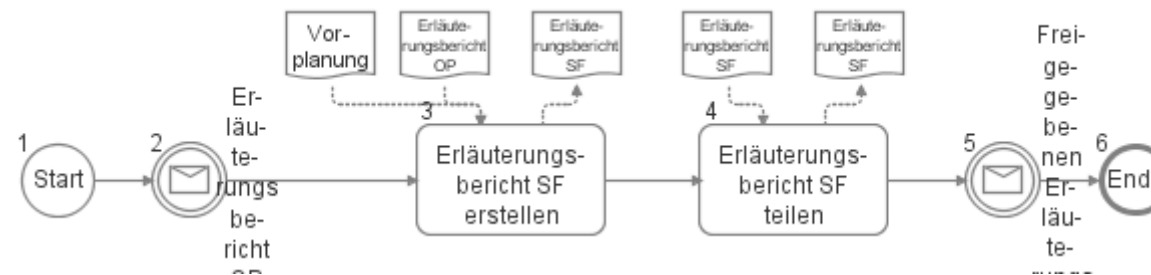 Vor-
planung
Erläute-
rungsbericht
OP
Erläute-
rungsbericht
SF
Erläute-
rungsbericht
SF
Erläute-
rungsbericht
SF
1
Start
2
Er-
läu-
te-
rungs
be-
richt
OP
3
Erläuterungs-
bericht SF
erstellen
4
Erläuterungs-
bericht SF
teilen
5
Frei-
ge-
ge-
be-
nen
Er-
läu-
te-
rungs
6
End